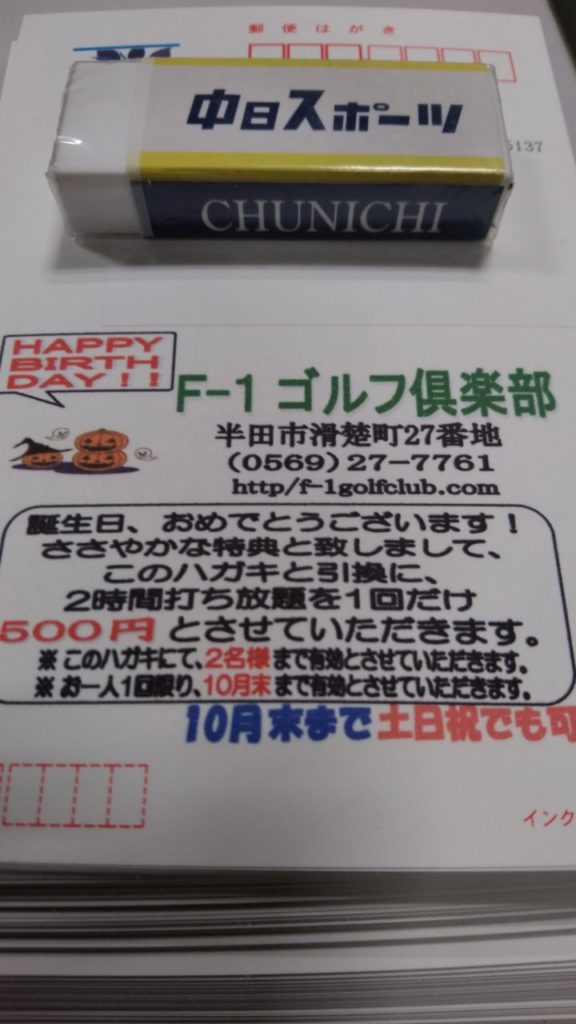 郵便はがき
5137
中日スポーツ
CHUNICHI
HAPPY
BIRTH
DAY!!
F-1 ゴルフ倶楽部
半田市滑楚町27番地
(0569)27-7761
http/f-1golfclub.com
誕生日、おめでとうございます!
ささやかな特典と致しまして、
このハガキと引換に、
2時間打ち放題を1回だけ
500円とさせていただきます。
※このハガキにて、2名様まで有効とさせていただきます。
※お一人1回限り、10月末まで有効とさせていただきます。
10月末まで土日祝でも可
インク